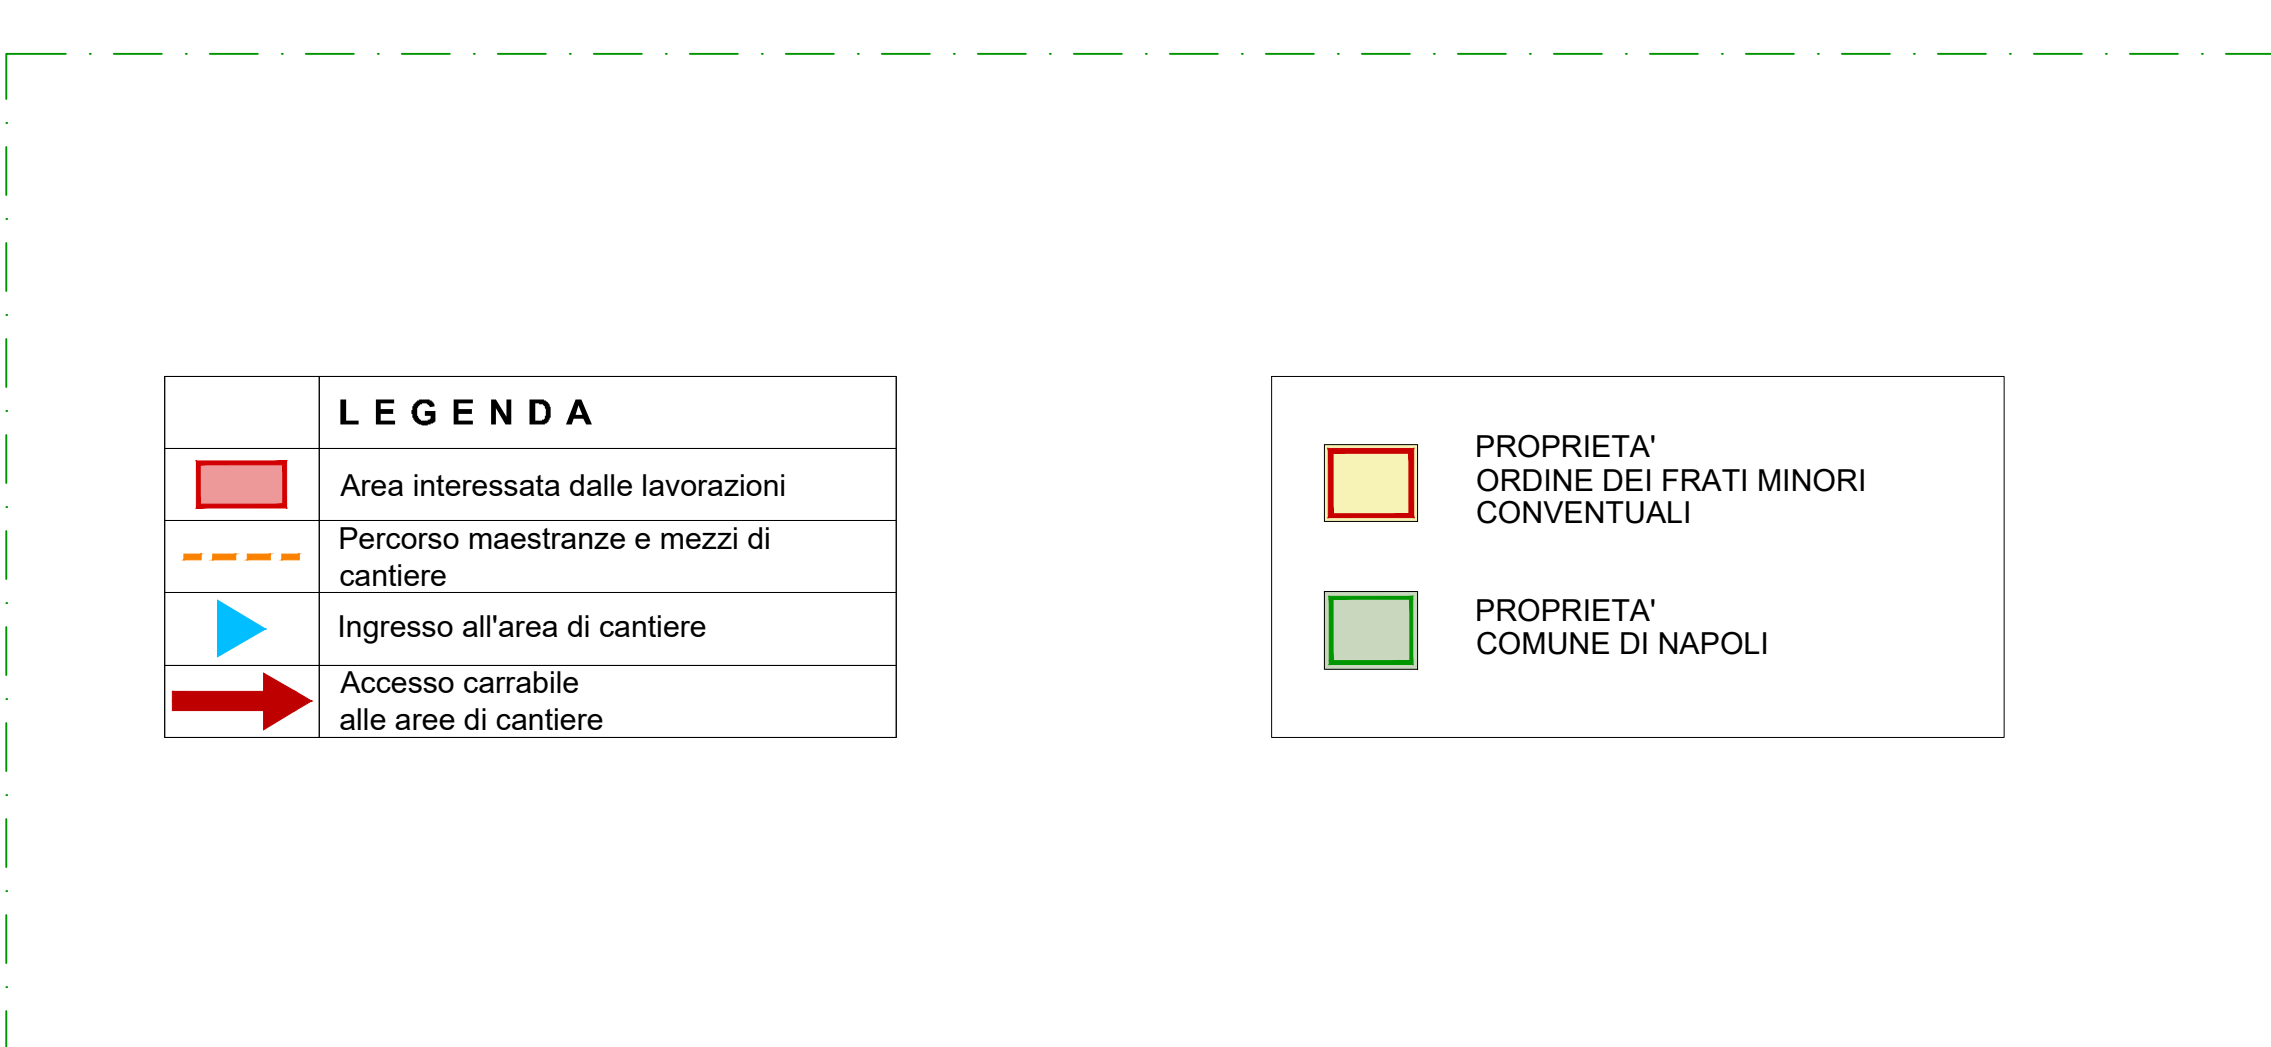 L E G E N D A
Area interessata dalle lavorazioni
Percorso maestranze e mezzi di
cantiere
Ingresso all'area di cantiere
Accesso carrabile
alle aree di cantiere
PROPRIETA'
ORDINE DEI FRATI MINORI
CONVENTUALI
PROPRIETA'
COMUNE DI NAPOLI